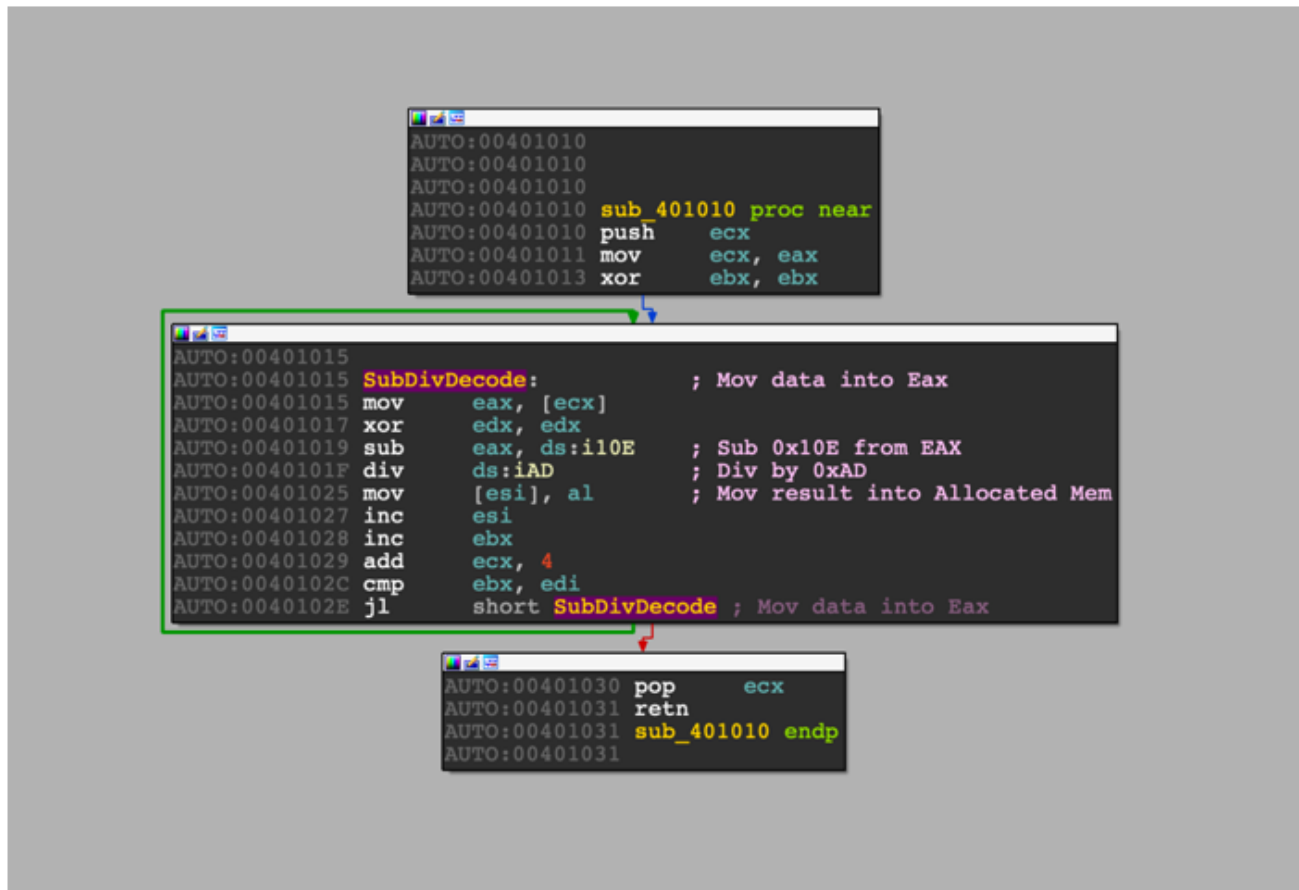 AUTO:00401010
AUTO:00401010
AUTO:00401010
AUTO:00401010 sub_401010 proc near
AUTO:00401010 push ecx
AUTO:00401011 mov ecx, eax
AUTO:00401013 xor ebx, ebx
AUTO:00401015
AUTO:00401015 SubDivDecode: ; Mov data into Eax
AUTO:00401015 mov eax, [ecx]
AUTO:00401017 xor edx, edx
AUTO:00401019 sub eax, ds:i10E ; Sub 0x10E from EAX
AUTO:0040101F div ds:iAD ; Div by 0xAD
AUTO:00401025 mov [esi], al ; Mov result into Allocated Mem
AUTO:00401027 inc esi
AUTO:00401028 inc ebx
AUTO:00401029 add ecx, 4
AUTO:0040102C cmp ebx, edi
AUTO:0040102E jl short SubDivDecode ; Mov data into Eax
AUTO:00401030 pop ecx
AUTO:00401031 retn
AUTO:00401031 sub_401010 endp
AUTO:00401031